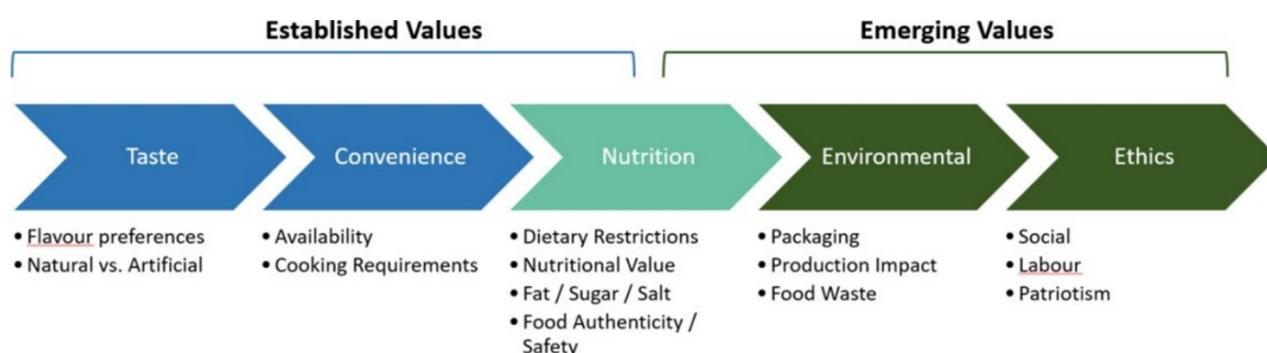 Established Values
Emerging Values
Taste
Convenience
Nutrition
Environmental
Ethics
• Flavour preferences
• Natural vs. Artificial
• Availability
• Cooking Requirements
• Dietary Restrictions
• Nutritional Value
• Fat / Sugar / Salt
• Food Authenticity /
Safety
• Packaging
• Production Impact
• Food Waste
• Social
• Labour
• Patriotism